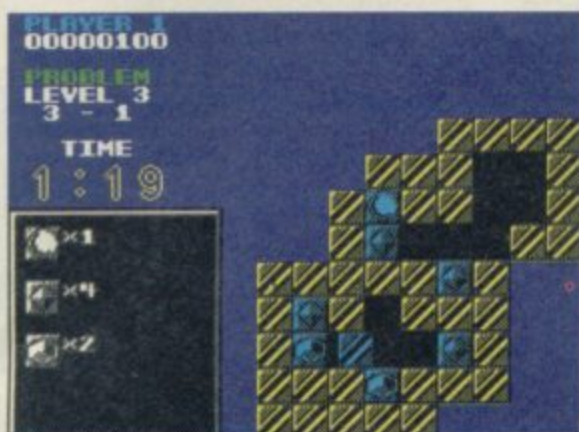 PLAYER 1
00000100
PROBLEM
LEVEL 3
3 - 1
TIME
1:19
×1
×4
×2